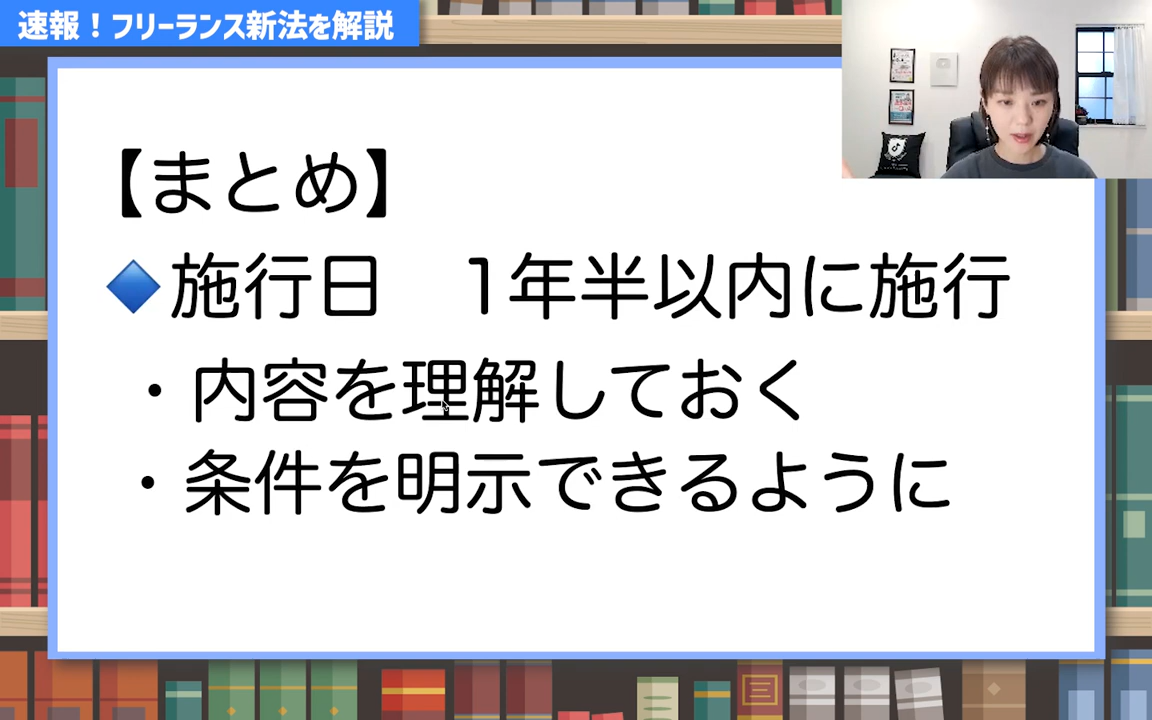 速報！フリーランス新法を解説
【まとめ】
🔷施行日　1年半以内に施行
・内容を理解しておく
・条件を明示できるように